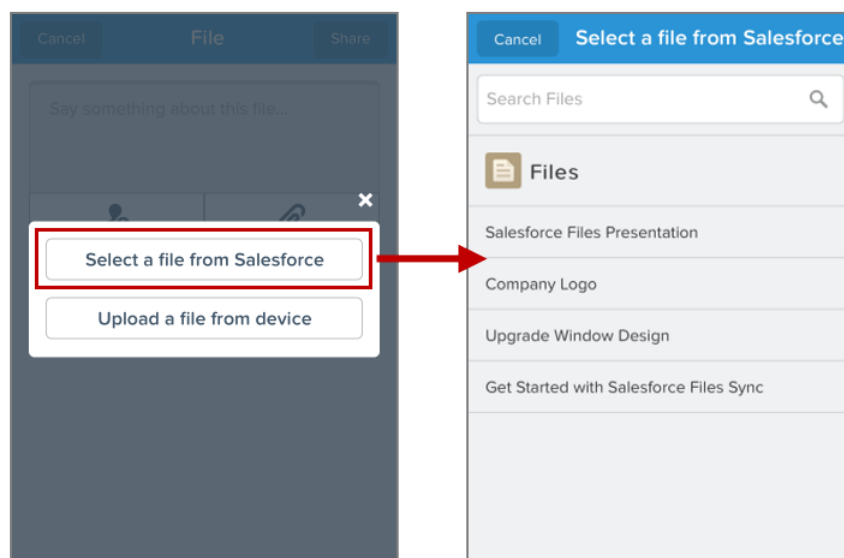 Cancel
File
Share
Say something about this file...
Select a file from Salesforce
Upload a file from device
Cancel
Select a file from Salesforce
Search Files
Files
Salesforce Files Presentation
Company Logo
Upgrade Window Design
Get Started with Salesforce Files Sync